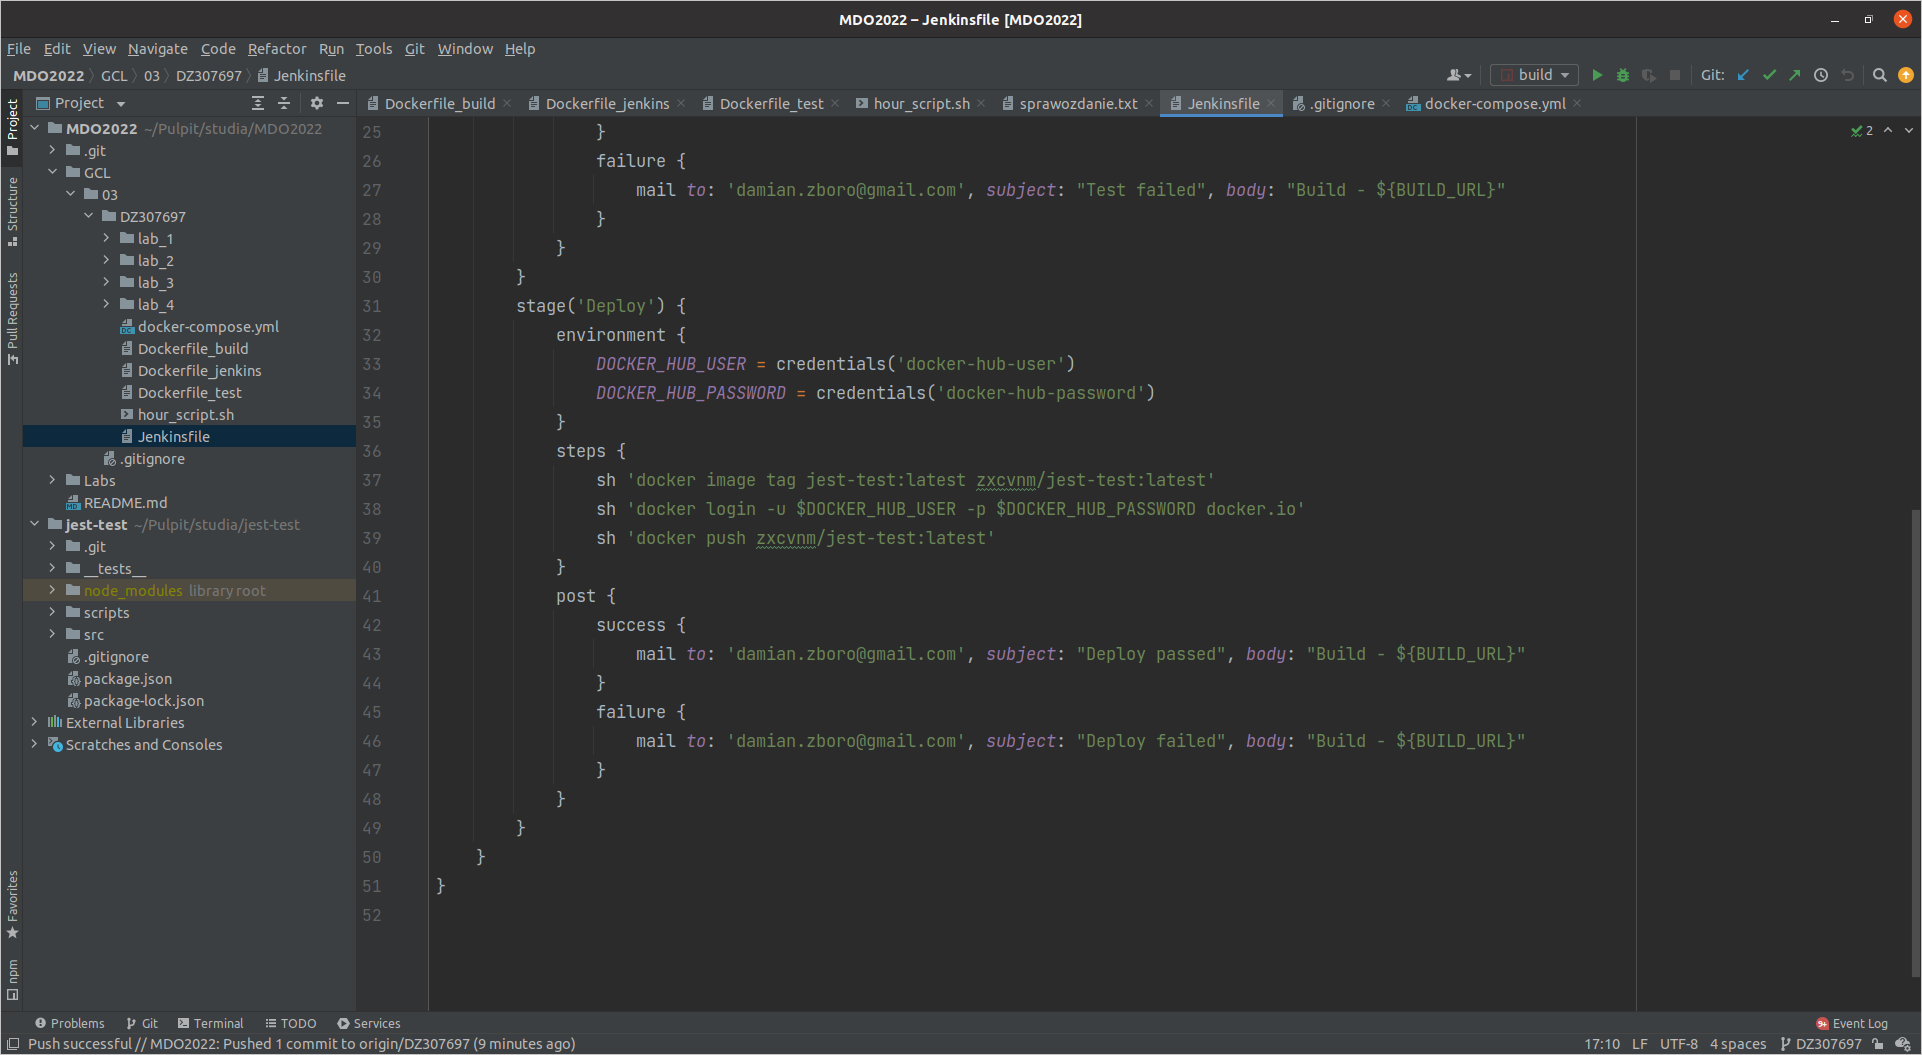 MDO2022 – Jenkinsfile [MDO2022]
File Edit View Navigate Code Refactor Run Tools Git Window Help
MDO2022 GCL 03 DZ307697 Jenkinsfile
build Git:
Project
Dockerfile_build Dockerfile_jenkins Dockerfile_test hour_script.sh sprawozdanie.txt Jenkinsfile .gitignore docker-compose.yml
Project
Structure
Pull Requests
Favorites
npm
MDO2022 ~/Pulpit/studia/MDO2022
.git
GCL
03
DZ307697
lab_1
lab_2
lab_3
lab_4
docker-compose.yml
Dockerfile_build
Dockerfile_jenkins
Dockerfile_test
hour_script.sh
Jenkinsfile
.gitignore
Labs
README.md
jest-test ~/Pulpit/studia/jest-test
.git
__tests__
node_modules library root
scripts
src
.gitignore
package.json
package-lock.json
External Libraries
Scratches and Consoles
2
25 }
26 failure {
27 mail to: 'damian.zboro@gmail.com', subject: "Test failed", body: "Build - ${BUILD_URL}"
28 }
29 }
30 }
31 stage('Deploy') {
32 environment {
33 DOCKER_HUB_USER = credentials('docker-hub-user')
34 DOCKER_HUB_PASSWORD = credentials('docker-hub-password')
35 }
36 steps {
37 sh 'docker image tag jest-test:latest zxcvnm/jest-test:latest'
38 sh 'docker login -u $DOCKER_HUB_USER -p $DOCKER_HUB_PASSWORD docker.io'
39 sh 'docker push zxcvnm/jest-test:latest'
40 }
41 post {
42 success {
43 mail to: 'damian.zboro@gmail.com', subject: "Deploy passed", body: "Build - ${BUILD_URL}"
44 }
45 failure {
46 mail to: 'damian.zboro@gmail.com', subject: "Deploy failed", body: "Build - ${BUILD_URL}"
47 }
48 }
49 }
50 }
51 }
52
Problems Git Terminal TODO Services 9+ Event Log
Push successful // MDO2022: Pushed 1 commit to origin/DZ307697 (9 minutes ago) 17:10 LF UTF-8 4 spaces DZ307697